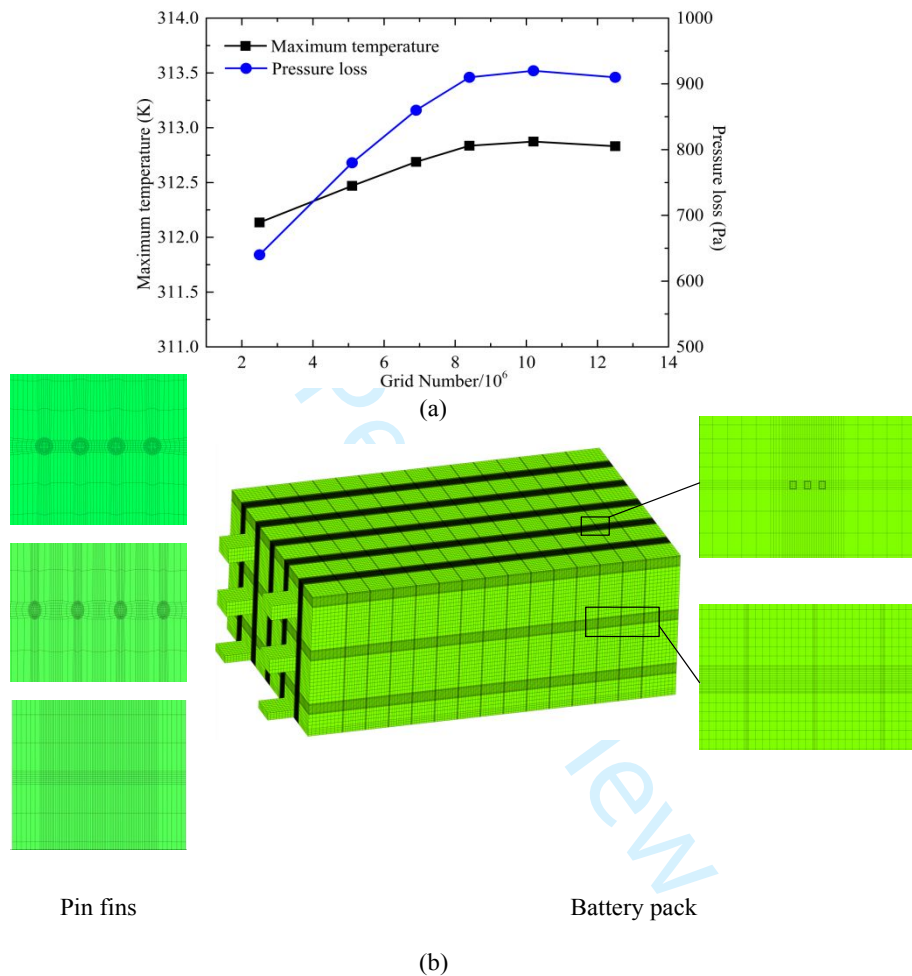 314.0
313.5
313.0
312.5
312.0
311.5
311.0
Maximum temperature (K)
Maximum temperature
Pressure loss
1000
900
800
700
600
500
Pressure loss (Pa)
2 4 6 8 10 12 14
Grid Number/10⁶
(a)
Pin fins
Battery pack
(b)